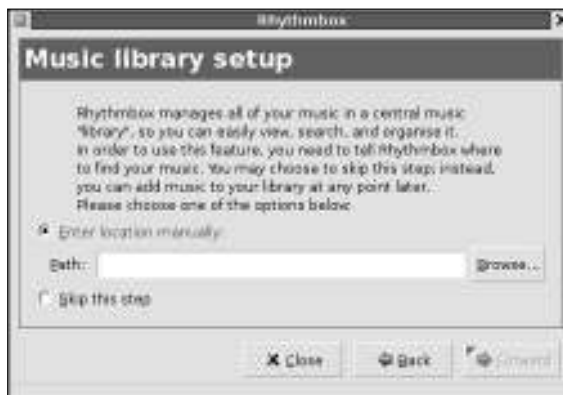 Rhythmbox
Music library setup
Rhythmbox manages all of your music in a central music
"library", so you can easily view, search, and organise it.
In order to use this feature, you need to tell Rhythmbox where
to find your music. You may choose to skip this step; instead,
you can add music to your library at any point later.
Please choose one of the options below:
Enter location manually:
Path: Browse...
Skip this step
Close Back Forward